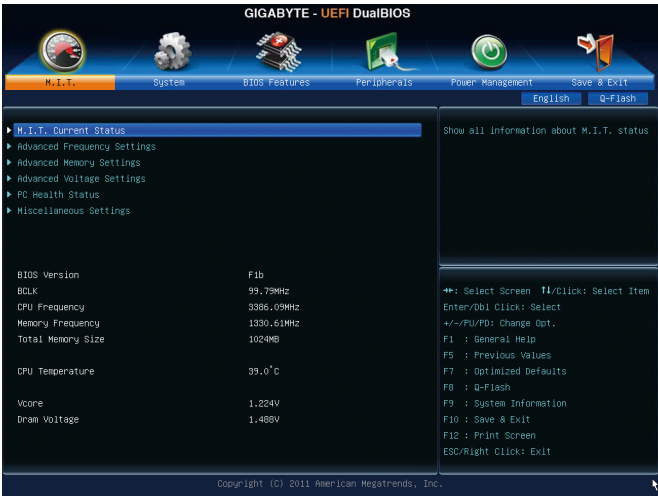 GIGABYTE - UEFI DualBIOS
M.I.T. System BIOS Features Peripherals Power Management Save & Exit
English Q-Flash
M.I.T. Current Status
Advanced Frequency Settings
Advanced Memory Settings
Advanced Voltage Settings
PC Health Status
Miscellaneous Settings
Show all information about M.I.T. status
BIOS Version F1b
BCLK 99.79MHz
CPU Frequency 3386.09MHz
Memory Frequency 1330.61MHz
Total Memory Size 1024MB
CPU Temperature 39.0°C
Vcore 1.224V
Dram Voltage 1.488V
→←: Select Screen ↑↓/Click: Select Item
Enter/Dbl Click: Select
+/-/PU/PD: Change Opt.
F1 : General Help
F5 : Previous Values
F7 : Optimized Defaults
F8 : Q-Flash
F9 : System Information
F10 : Save & Exit
F12 : Print Screen
ESC/Right Click: Exit
Copyright (C) 2011 American Megatrends, Inc.